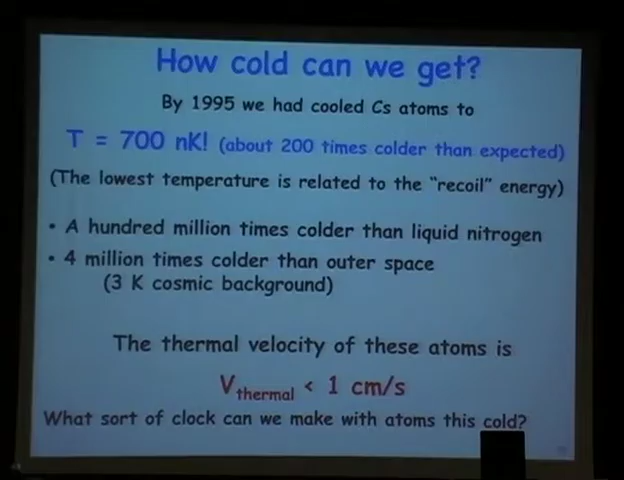 How cold can we get?
By 1995 we had cooled Cs atoms to
T = 700 nK! (about 200 times colder than expected)
(The lowest temperature is related to the "recoil" energy)
• A hundred million times colder than liquid nitrogen
• 4 million times colder than outer space
(3 K cosmic background)
The thermal velocity of these atoms is
Vthermal < 1 cm/s
What sort of clock can we make with atoms this cold?